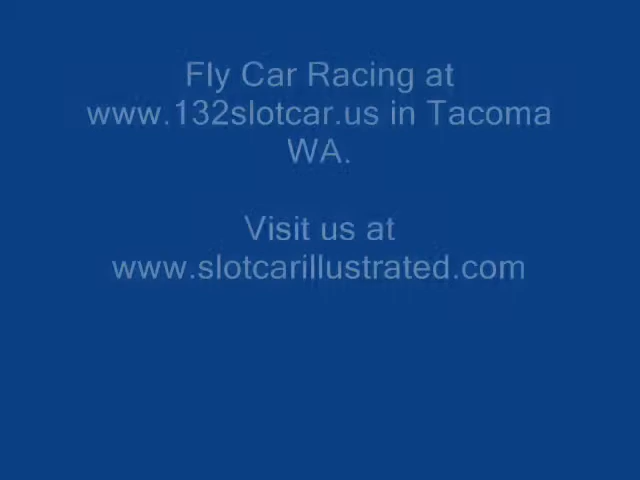 Fly Car Racing at
www.132slotcar.us in Tacoma
WA.
Visit us at
www.slotcarillustrated.com